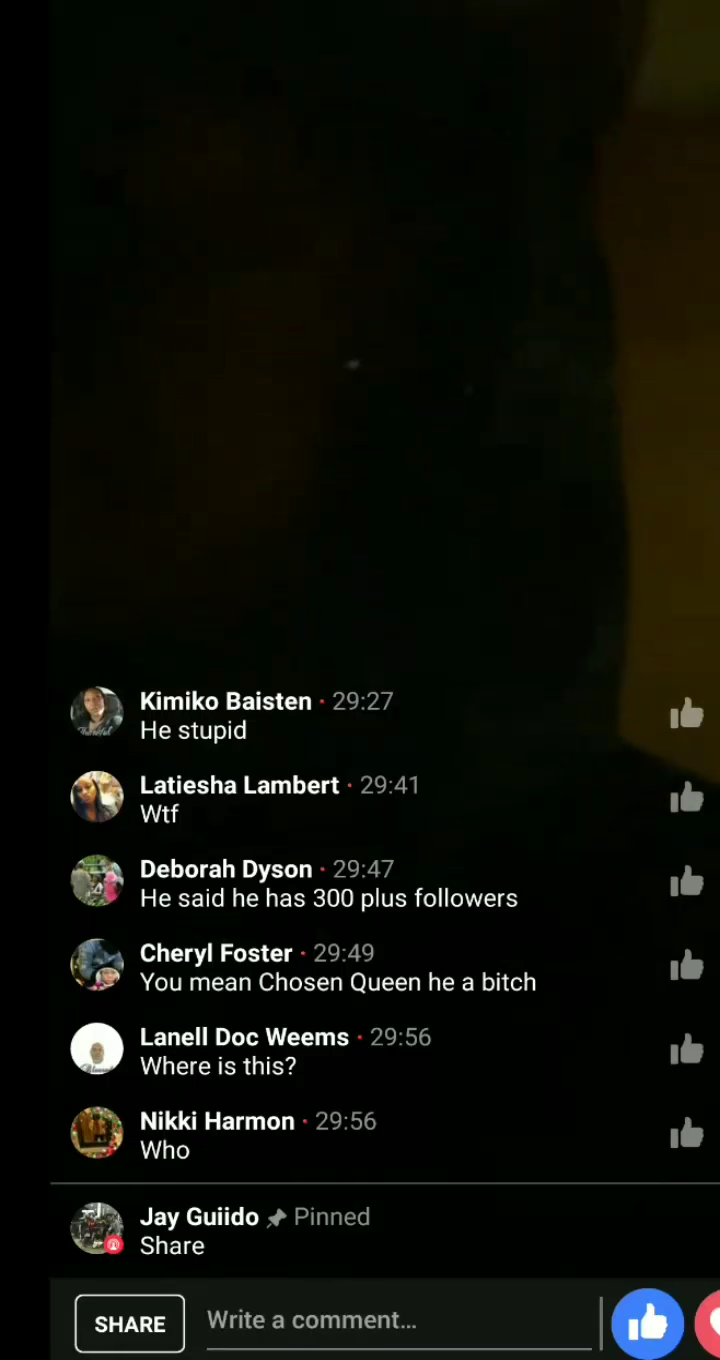 Kimiko Baisten · 29:27
He stupid
Latiesha Lambert · 29:41
Wtf
Deborah Dyson · 29:47
He said he has 300 plus followers
Cheryl Foster · 29:49
You mean Chosen Queen he a bitch
Lanell Doc Weems · 29:56
Where is this?
Nikki Harmon · 29:56
Who
Jay Guiido Pinned
Share
SHARE Write a comment...